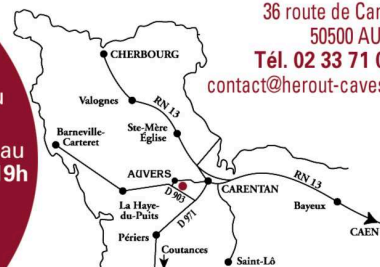 36 route de Car
50500 AU
Tél. 02 33 71 0
contact@herout-caves
au
19h
CHERBOURG
Valognes
RN 13
Ste-Mère
Église
Barneville-
Carteret
AUVERS
CARENTAN
RN 13
D 903
La Haye-
du-Puits
D 971
Bayeux
CAEN
Périers
Coutances
Saint-Lô